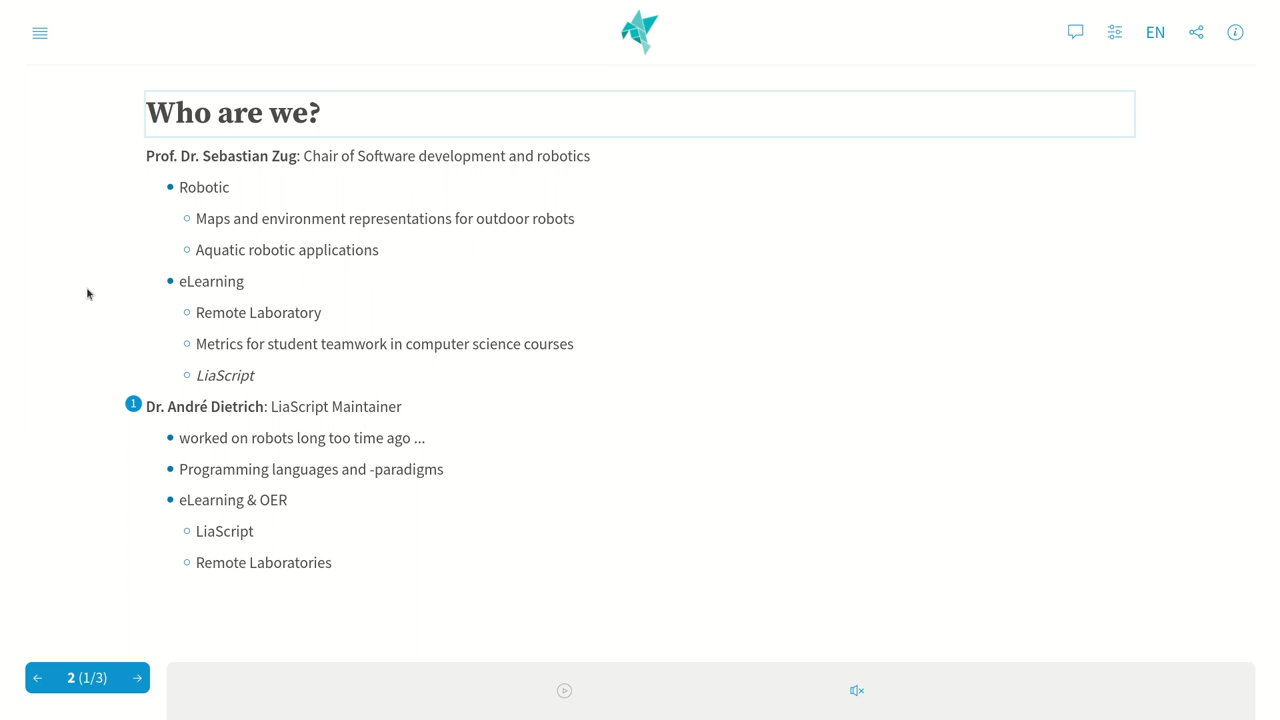 EN
Who are we?
Prof. Dr. Sebastian Zug: Chair of Software development and robotics
Robotic
Maps and environment representations for outdoor robots
Aquatic robotic applications
eLearning
Remote Laboratory
Metrics for student teamwork in computer science courses
LiaScript
1 Dr. André Dietrich: LiaScript Maintainer
worked on robots long too time ago ...
Programming languages and -paradigms
eLearning & OER
LiaScript
Remote Laboratories
← 2 (1/3) →